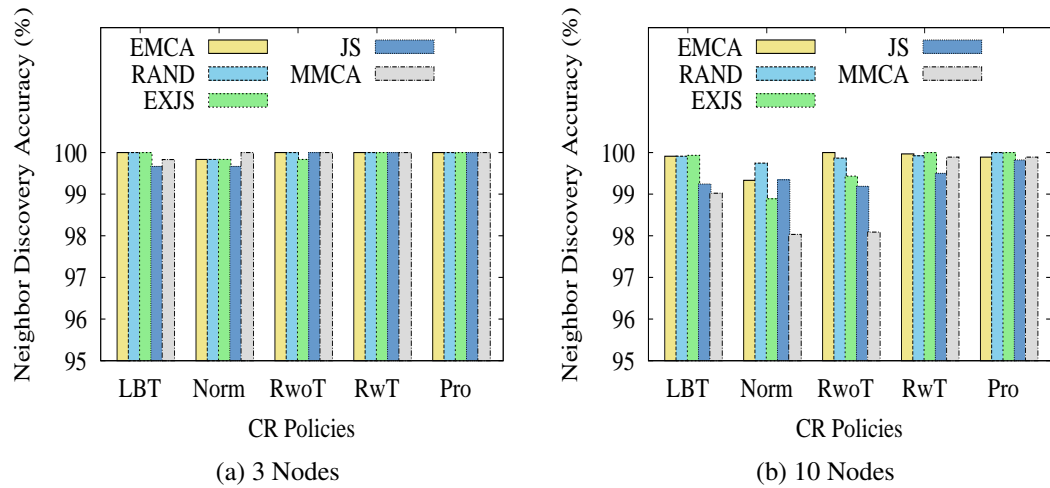 Neighbor Discovery Accuracy (%)
EMCA
RAND
EXJS
JS
MMCA
100
99
98
97
96
95
LBT Norm RwoT RwT Pro
CR Policies
(a) 3 Nodes
Neighbor Discovery Accuracy (%)
EMCA
RAND
EXJS
JS
MMCA
100
99
98
97
96
95
LBT Norm RwoT RwT Pro
CR Policies
(b) 10 Nodes